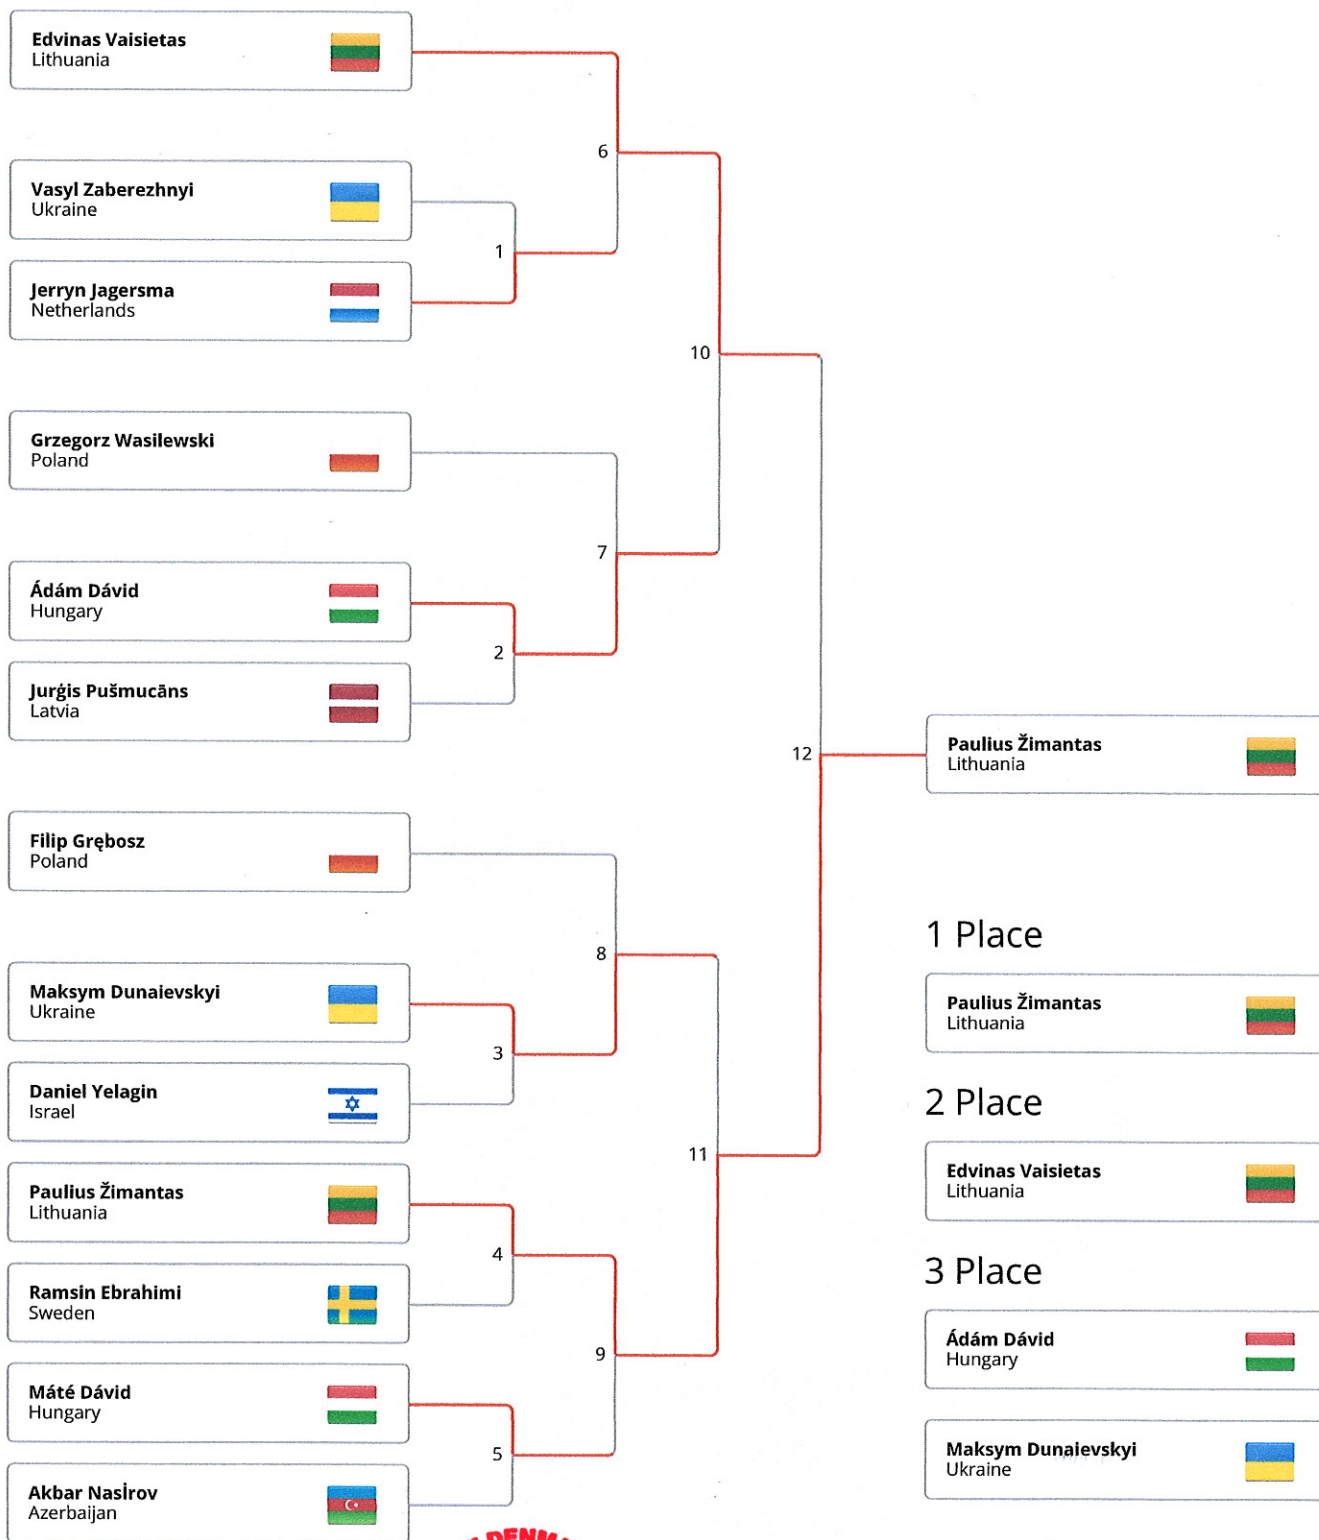 Edvinas Vaisietas
Lithuania
6
Vasyl Zaberezhnyi
Ukraine
1
Jerryn Jagersma
Netherlands
10
Grzegorz Wasilewski
Poland
7
Ádám Dávid
Hungary
2
Jurģis Pušmucāns
Latvia
12
Paulius Žimantas
Lithuania
Filip Grębosz
Poland
8
Maksym Dunaievskyi
Ukraine
3
Daniel Yelagin
Israel
11
Paulius Žimantas
Lithuania
4
Ramsin Ebrahimi
Sweden
9
Máté Dávid
Hungary
5
Akbar Nasİrov
Azerbaijan
1 Place
Paulius Žimantas
Lithuania
2 Place
Edvinas Vaisietas
Lithuania
3 Place
Ádám Dávid
Hungary
Maksym Dunaievskyi
Ukraine